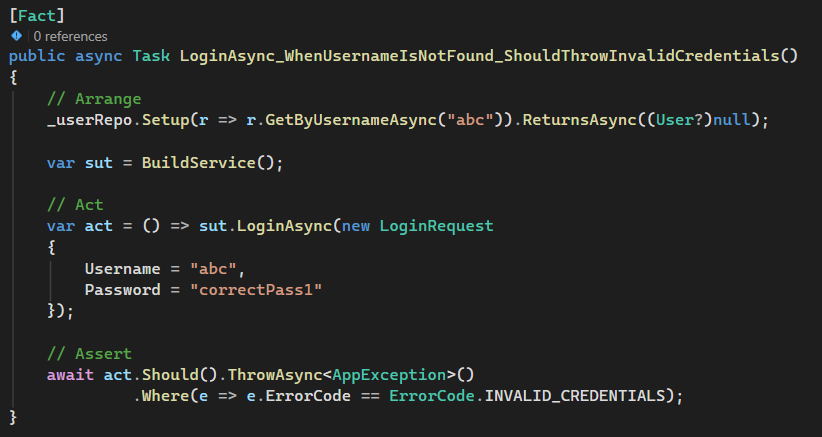 [Fact]
0 references
public async Task LoginAsync_WhenUsernameIsNotFound_ShouldThrowInvalidCredentials()
{
    // Arrange
    _userRepo.Setup(r => r.GetByUsernameAsync("abc")).ReturnsAsync((User?)null);

    var sut = BuildService();

    // Act
    var act = () => sut.LoginAsync(new LoginRequest
    {
        Username = "abc",
        Password = "correctPass1"
    });

    // Assert
    await act.Should().ThrowAsync<AppException>()
             .Where(e => e.ErrorCode == ErrorCode.INVALID_CREDENTIALS);
}